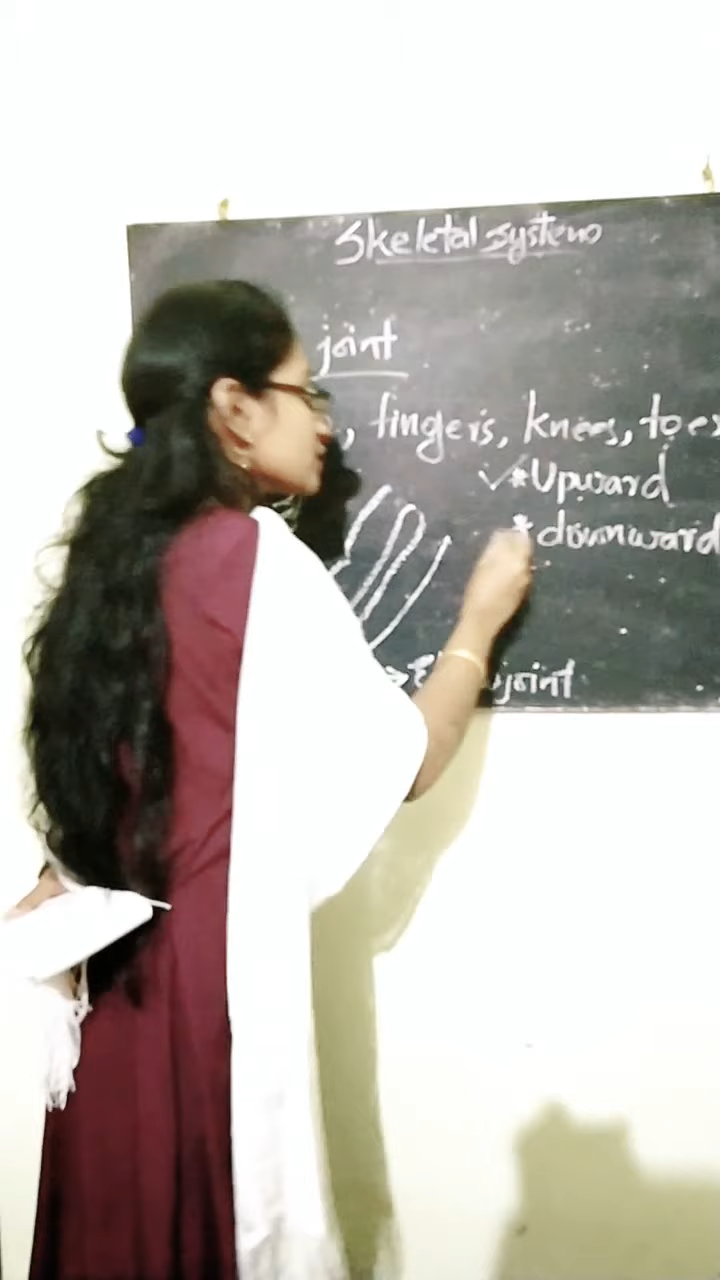 Skeletal system
joint
, fingers, knees, toes
✓*Upward
*downward
joint